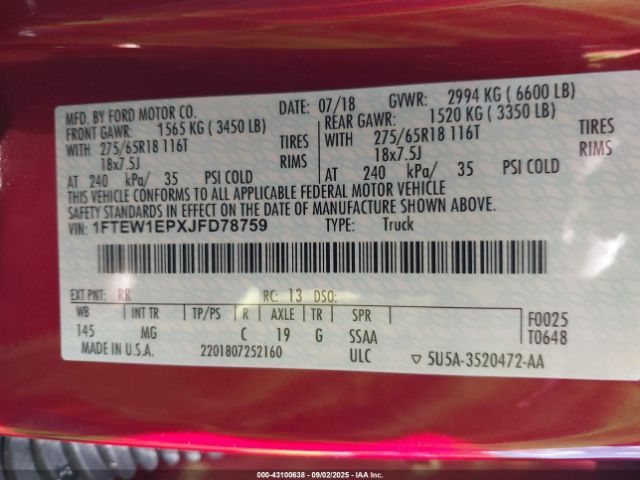 MFD. BY FORD MOTOR CO.
DATE: 07/18 GVWR: 2994 KG ( 6600 LB)
FRONT GAWR: 1565 KG ( 3450 LB) REAR GAWR: 1520 KG ( 3350 LB)
WITH 275/65R18 116T TIRES WITH 275/65R18 116T TIRES
18x7.5J RIMS 18x7.5J RIMS
AT 240 kPa/ 35 PSI COLD AT 240 kPa/ 35 PSI COLD
THIS VEHICLE CONFORMS TO ALL APPLICABLE FEDERAL MOTOR VEHICLE
SAFETY STANDARDS IN EFFECT ON THE DATE OF MANUFACTURE SHOWN ABOVE.
VIN: 1FTEW1EPXJFD78759 TYPE: Truck
EXT PNT: RR RC: 13 DSO:
WB INT TR TP/PS R AXLE TR SPR F0025
145 MG C 19 G SSAA T0648
MADE IN U.S.A. 2201807252160 ULC ▽ 5U5A-3520472-AA
000-43100638 - 09/02/2025 - IAA Inc.